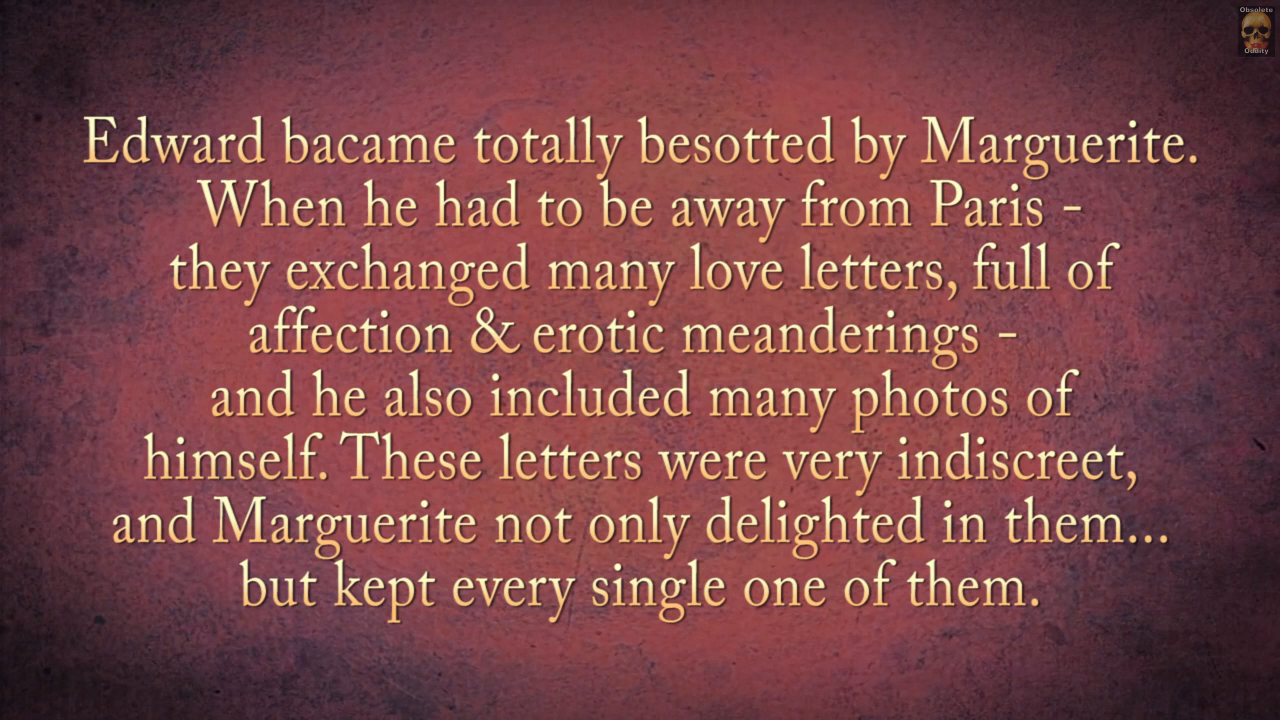 Obsolete
Oddity
Edward bacame totally besotted by Marguerite.
When he had to be away from Paris -
they exchanged many love letters, full of
affection & erotic meanderings -
and he also included many photos of
himself. These letters were very indiscreet,
and Marguerite not only delighted in them...
but kept every single one of them.